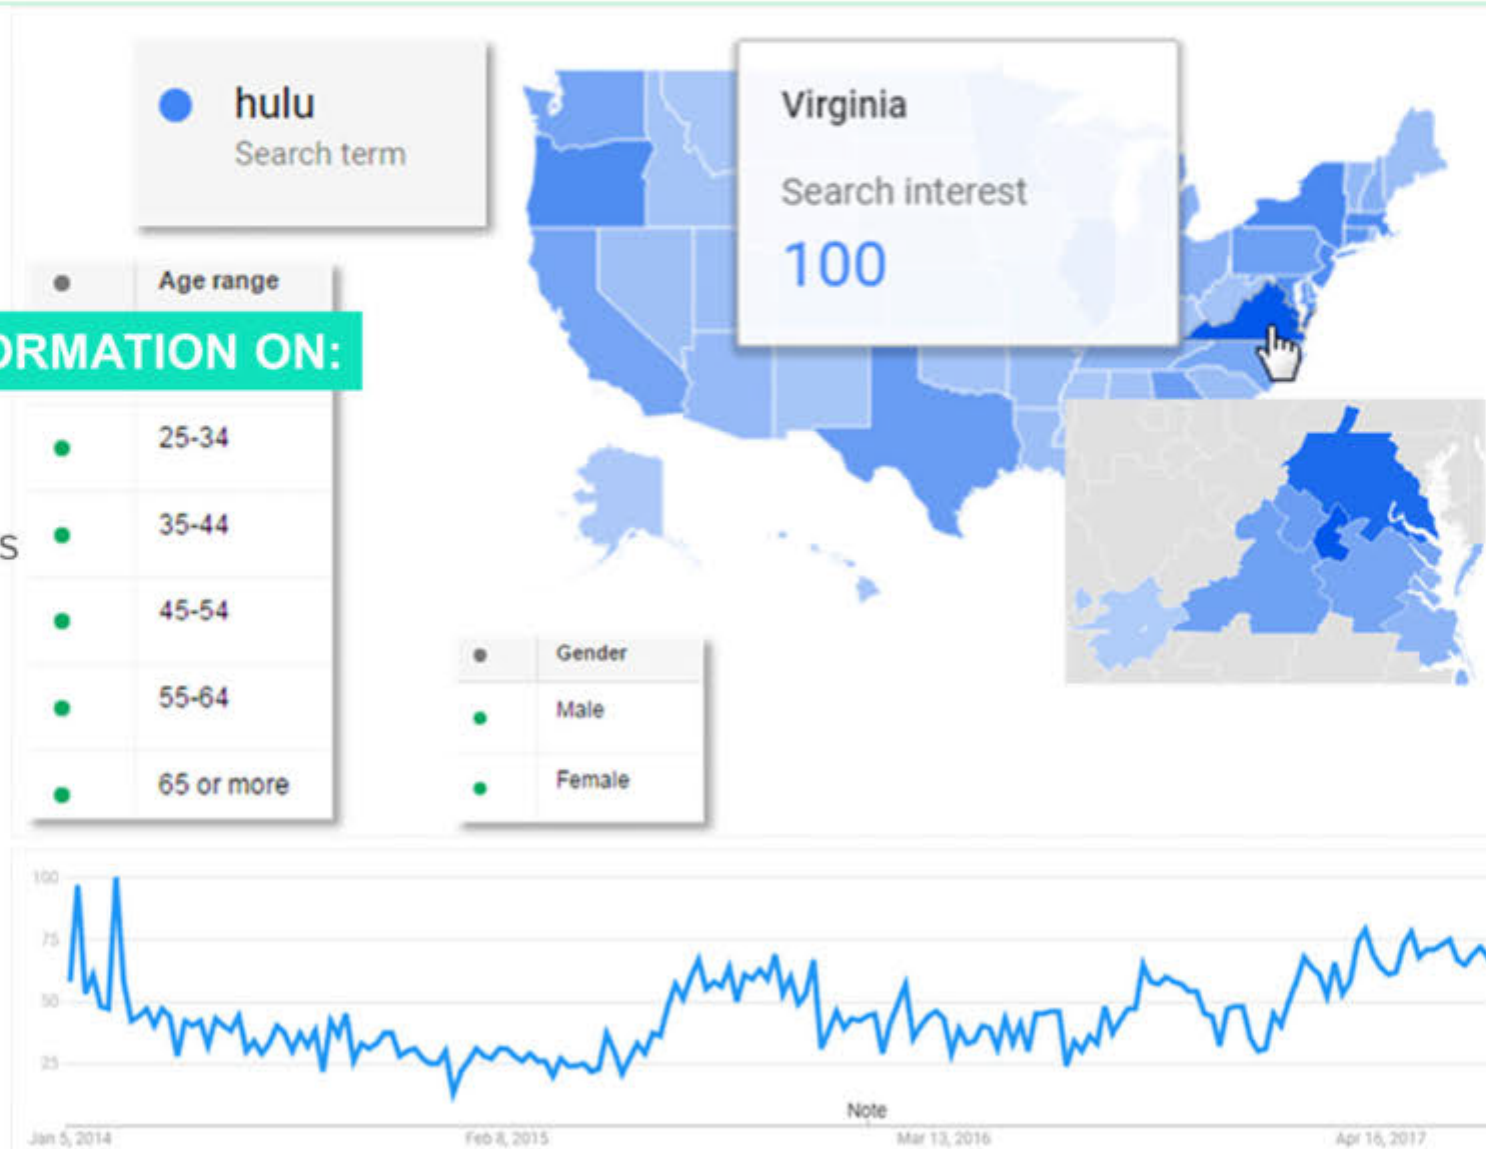 hulu
Search term
Virginia
Search interest
100
Age range
ORMATION ON:
25-34
35-44
S
45-54
55-64
65 or more
Gender
Male
Female
100
75
50
25
Note
Jan 5, 2014
Feb 8, 2015
Mar 13, 2016
Apr 16, 2017